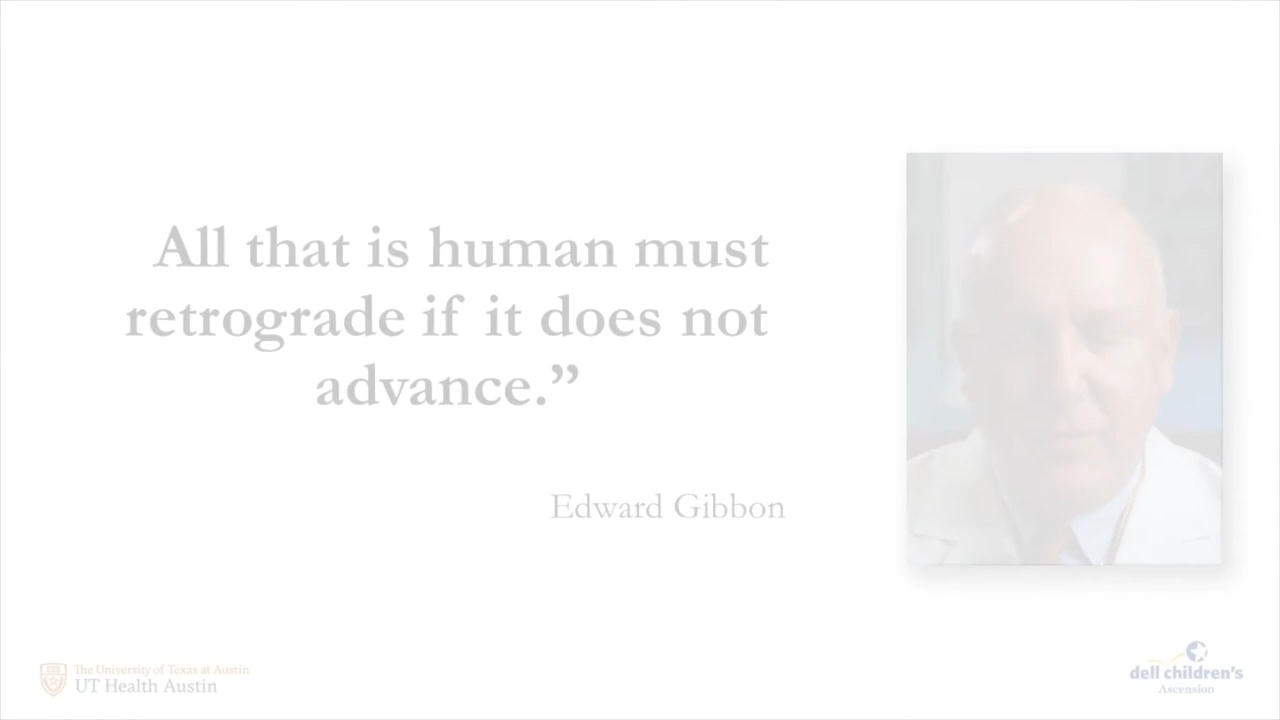 All that is human must
retrograde if it does not
advance.”
Edward Gibbon
The University of Texas at Austin
UT Health Austin
dell children's
Ascension